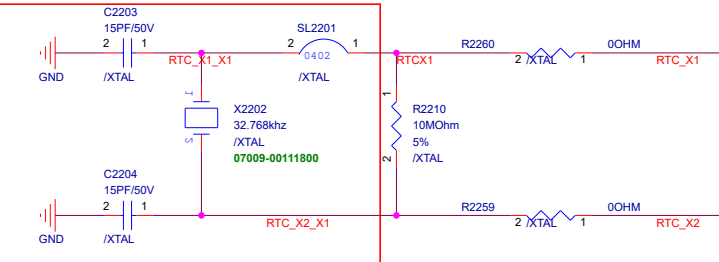 C2203
15PF/50V
2
1
GND
/XTAL
RTC_X1_X1
SL2201
2
0402
1
/XTAL
RTCX1
R2260
0OHM
2 /XTAL 1
RTC_X1
X2202
32.768khz
/XTAL
07009-00111800
1
R2210
10MOhm
5%
2
/XTAL
C2204
15PF/50V
2
1
GND
/XTAL
RTC_X2_X1
R2259
0OHM
2 /XTAL 1
RTC_X2